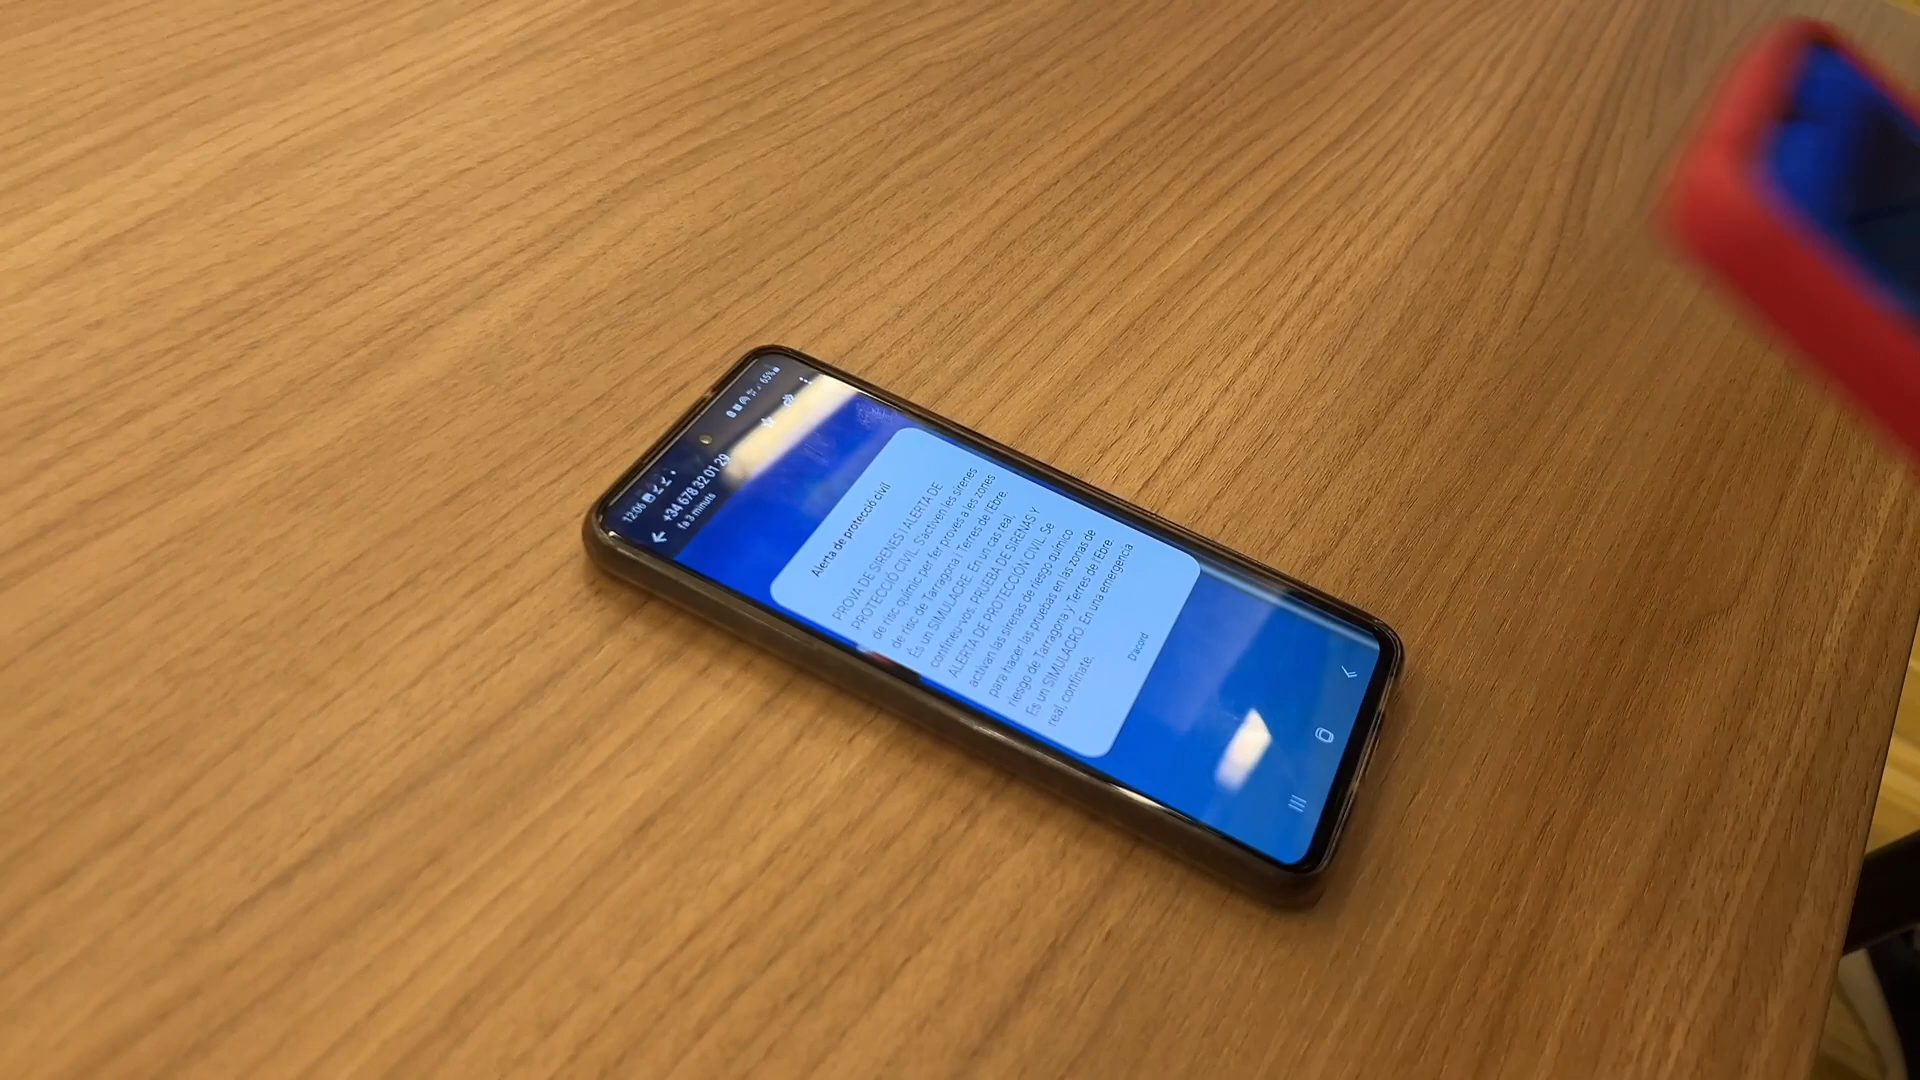 12:06
65%
+34 678 32 01 29
fa 3 minuts
Alerta de protecció civil
PROVA DE SIRENES I ALERTA DE
PROTECCIÓ CIVIL. S'activen les sirenes
de risc químic per fer proves a les zones
de risc de Tarragona i Terres de l'Ebre.
És un SIMULACRE. En un cas real,
confineu-vos. PRUEBA DE SIRENAS Y
ALERTA DE PROTECCIÓN CIVIL. Se
activan las sirenas de riesgo químico
para hacer las pruebas en las zonas de
riesgo de Tarragona y Terres de l'Ebre.
Es un SIMULACRO. En una emergencia
real, confínate.
D'acord